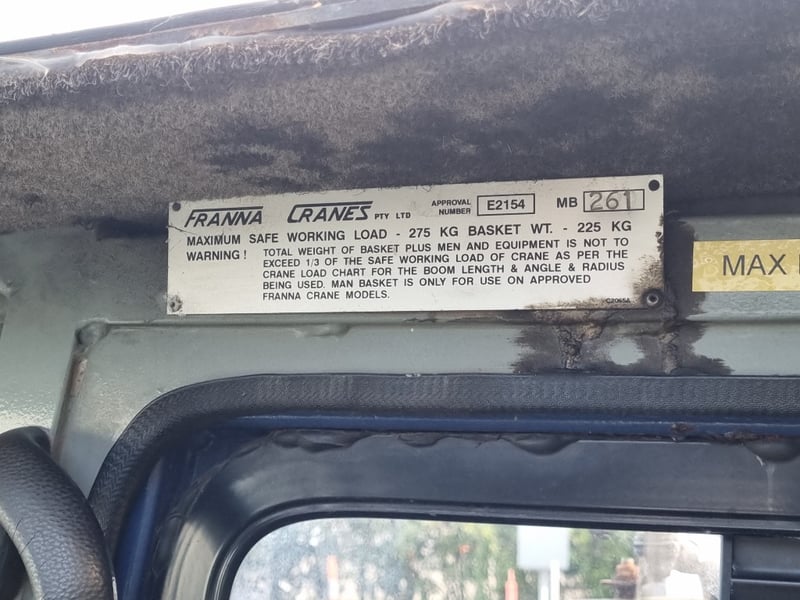 FRANNA CRANES PTY LTD APPROVAL NUMBER E2154 MB 261
MAXIMUM SAFE WORKING LOAD - 275 KG BASKET WT. - 225 KG
WARNING ! TOTAL WEIGHT OF BASKET PLUS MEN AND EQUIPMENT IS NOT TO
EXCEED 1/3 OF THE SAFE WORKING LOAD OF CRANE AS PER THE
CRANE LOAD CHART FOR THE BOOM LENGTH & ANGLE & RADIUS
BEING USED. MAN BASKET IS ONLY FOR USE ON APPROVED
FRANNA CRANE MODELS.
C2065A
MAX